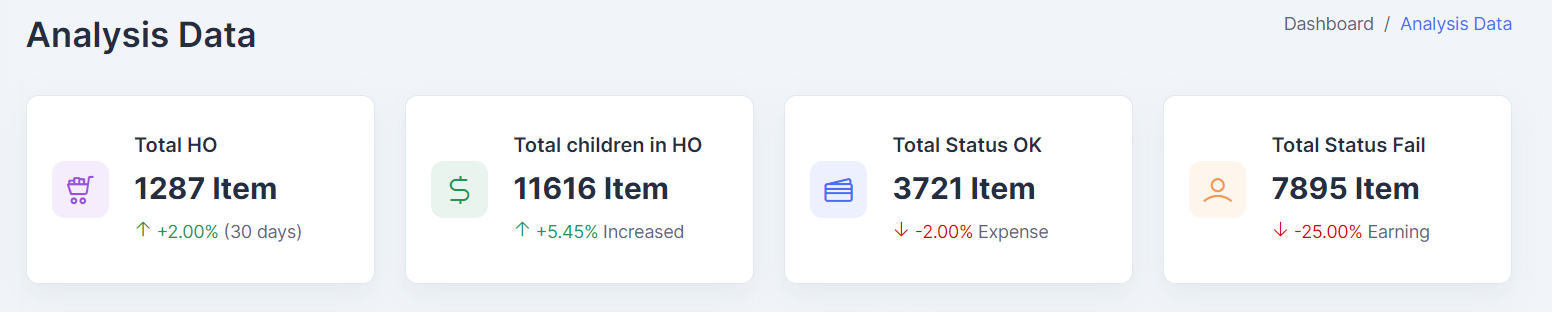 Analysis Data
Dashboard / Analysis Data
Total HO
1287 Item
+2.00% (30 days)
Total children in HO
11616 Item
+5.45% Increased
Total Status OK
3721 Item
-2.00% Expense
Total Status Fail
7895 Item
-25.00% Earning